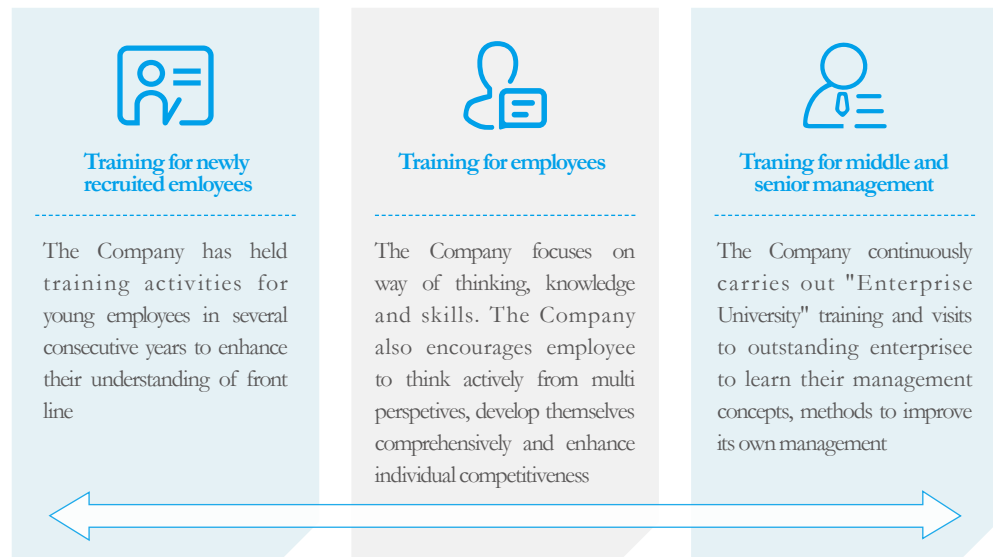 Training for newly
recruited emloyees
The Company has held
training activities for
young employees in several
consecutive years to enhance
their understanding of front
line
Training for employees
The Company focuses on
way of thinking, knowledge
and skills. The Company
also encourages employee
to think actively from multi
perspetives, develop themselves
comprehensively and enhance
individual competitiveness
Traning for middle and
senior management
The Company continuously
carries out "Enterprise
University" training and visits
to outstanding enterprisee
to learn their management
concepts, methods to improve
its own management